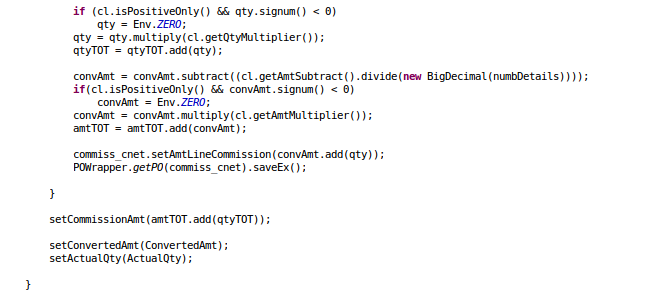 if (cl.isPositiveOnly() && qty.signum() < 0)
qty = Env.ZERO;
qty = qty.multiply(cl.getQtyMultiplier());
qtyTOT = qtyTOT.add(qty);
convAmt = convAmt.subtract((cl.getAmtSubtract().divide(new BigDecimal(numbDetails))));
if(cl.isPositiveOnly() && convAmt.signum() < 0)
convAmt = Env.ZERO;
convAmt = convAmt.multiply(cl.getAmtMultiplier());
amtTOT = amtTOT.add(convAmt);
commiss_cnet.setAmtLineCommission(convAmt.add(qty));
POWrapper.getPO(commiss_cnet).saveEx();
}
setCommissionAmt(amtTOT.add(qtyTOT));
setConvertedAmt(ConvertedAmt);
setActualQty(ActualQty);
}